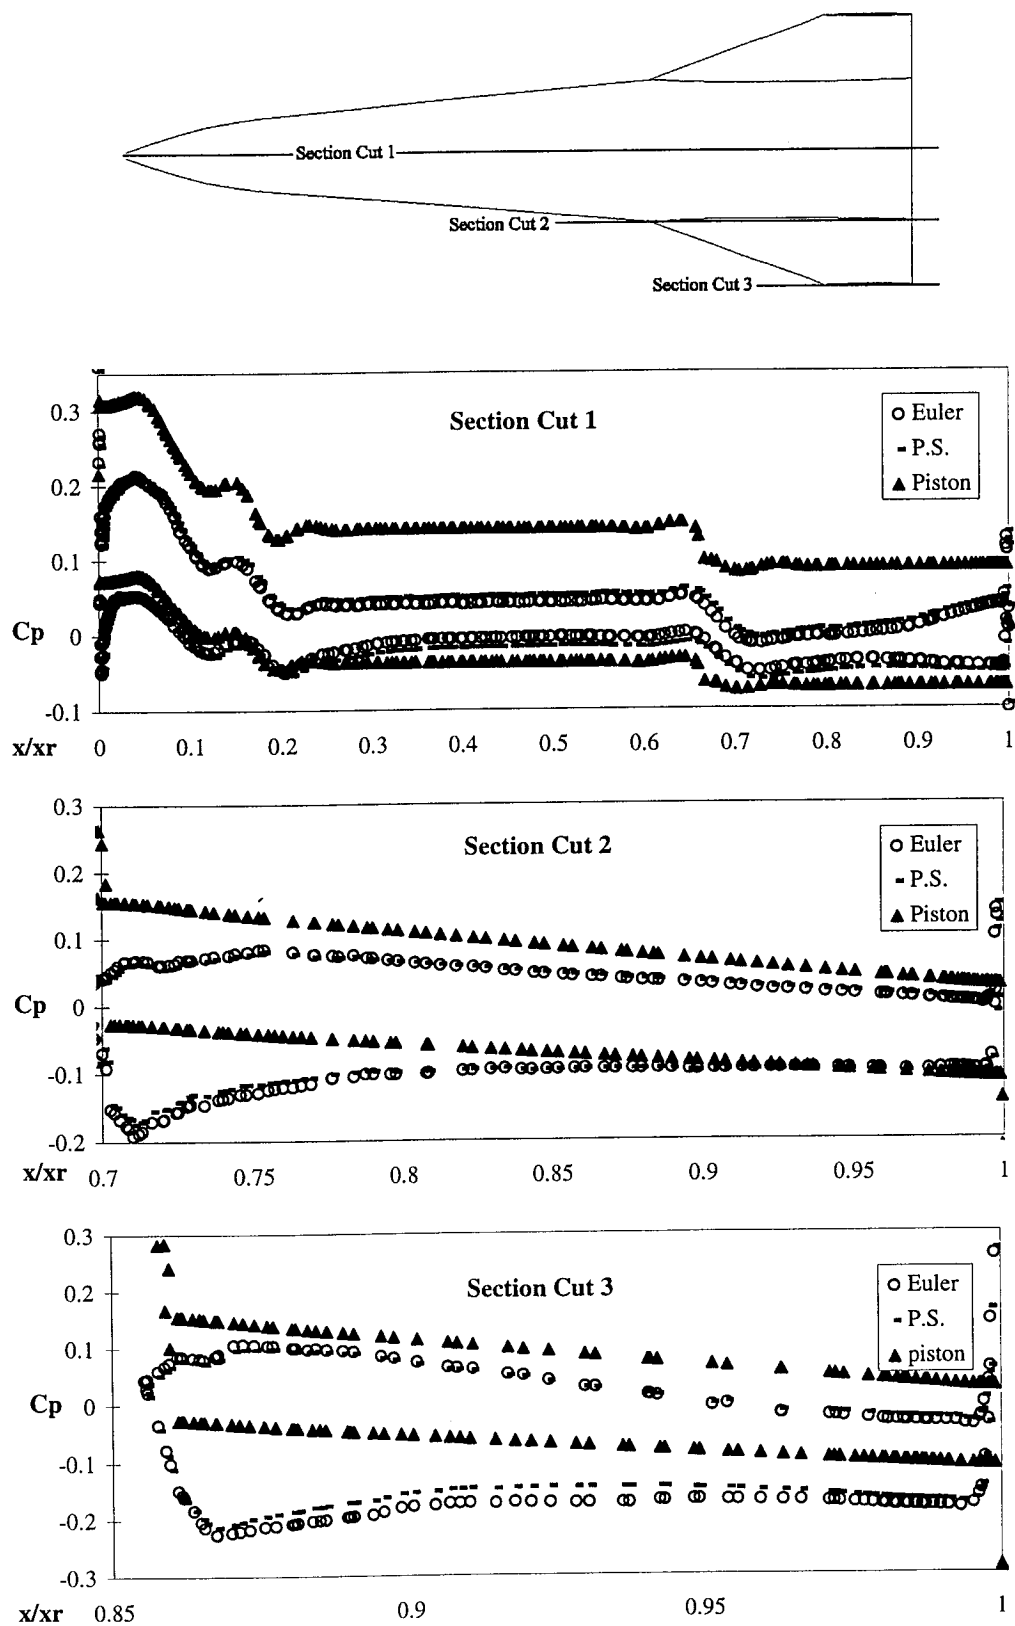 Section Cut 1
Section Cut 2
Section Cut 3
Section Cut 1
Euler
P.S.
Piston
0.3
0.2
0.1
0
-0.1
Cp
x/xr
0 0.1 0.2 0.3 0.4 0.5 0.6 0.7 0.8 0.9 1
Section Cut 2
Euler
P.S.
Piston
0.3
0.2
0.1
0
-0.1
-0.2
Cp
x/xr
0.7 0.75 0.8 0.85 0.9 0.95 1
Section Cut 3
Euler
P.S.
piston
0.3
0.2
0.1
0
-0.1
-0.2
-0.3
Cp
x/xr
0.85 0.9 0.95 1